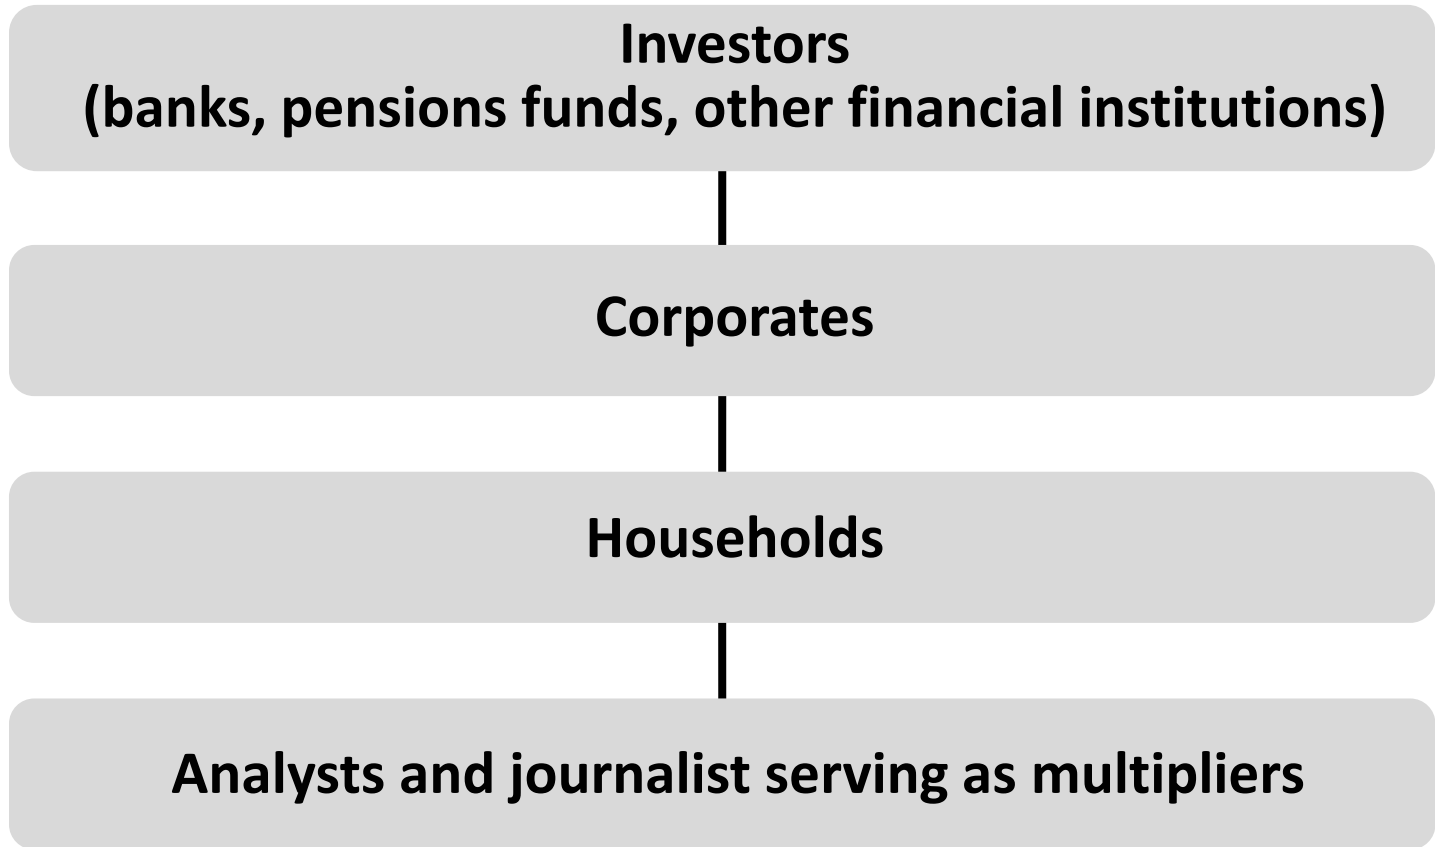 Investors
(banks, pensions funds, other financial institutions)
Corporates
Households
Analysts and journalist serving as multipliers